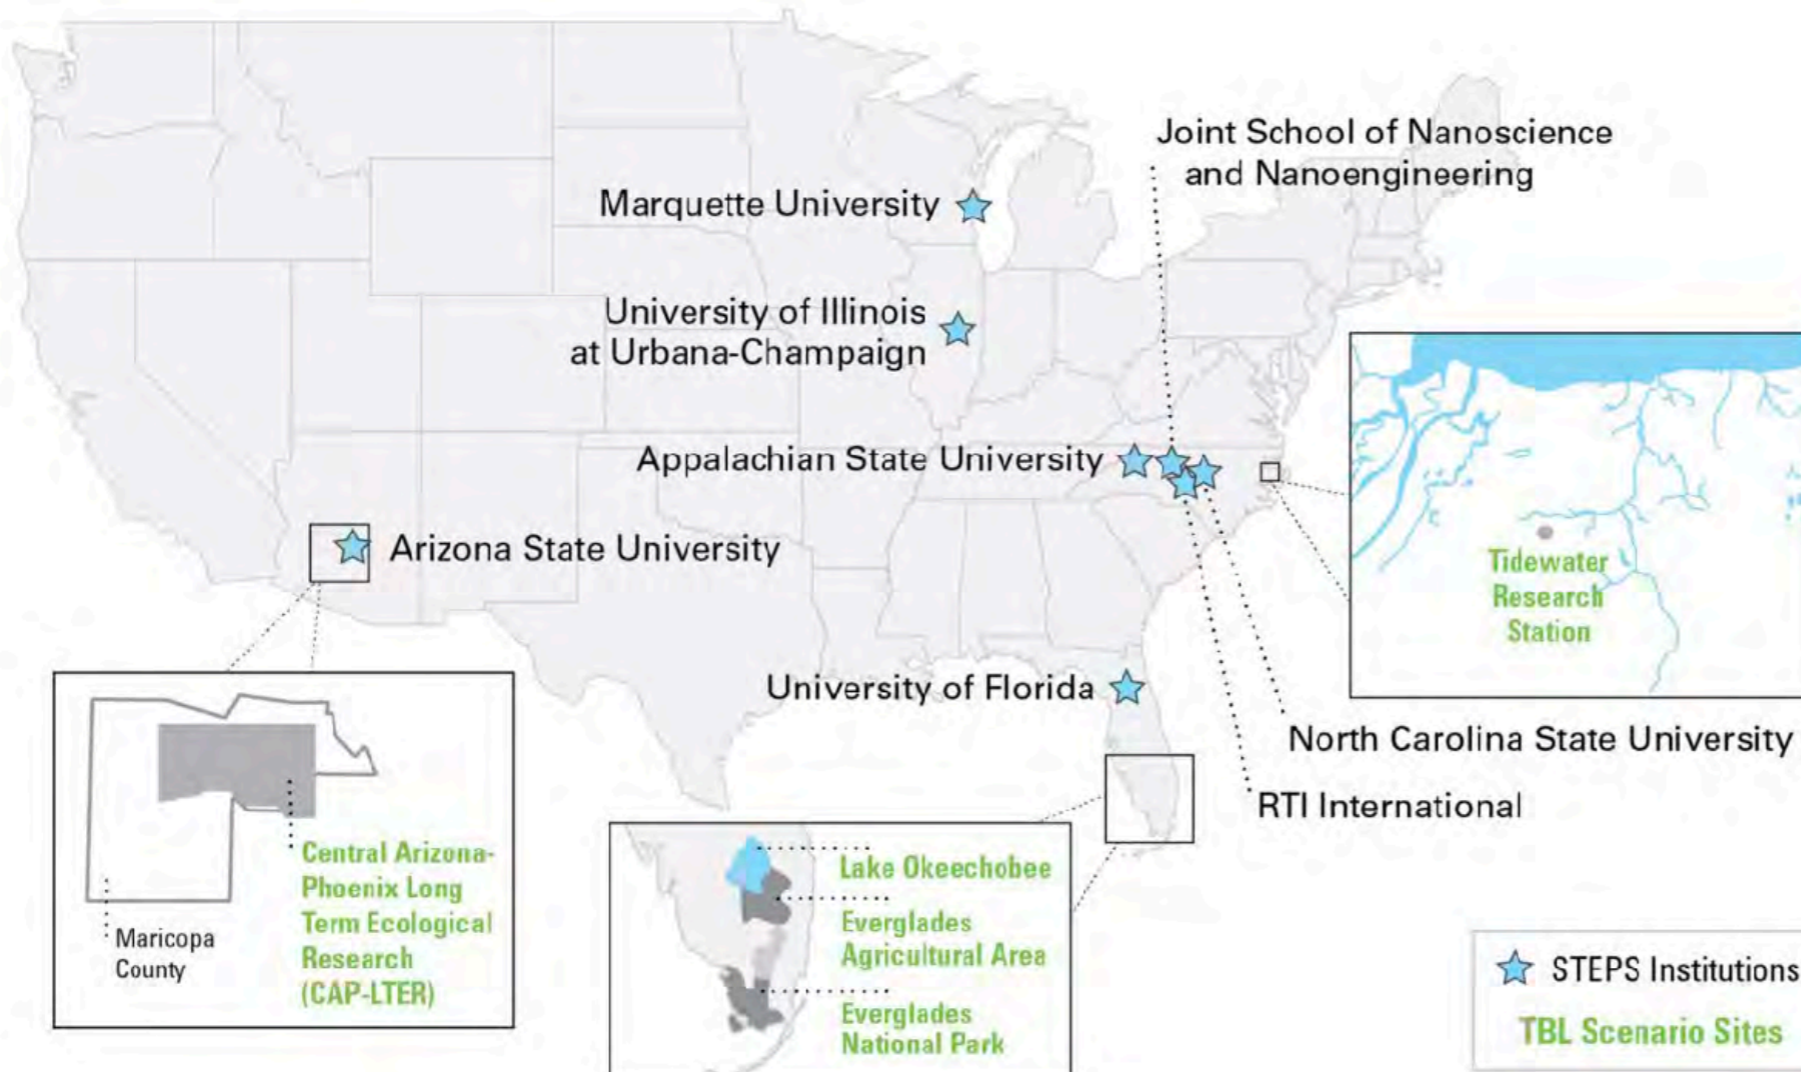 Joint School of Nanoscience
and Nanoengineering
Marquette University
University of Illinois
at Urbana-Champaign
Appalachian State University
Arizona State University
Tidewater
Research
Station
University of Florida
North Carolina State University
RTI International
Central Arizona-
Phoenix Long
Term Ecological
Research
(CAP-LTER)
Maricopa
County
Lake Okeechobee
Everglades
Agricultural Area
Everglades
National Park
STEPS Institutions
TBL Scenario Sites